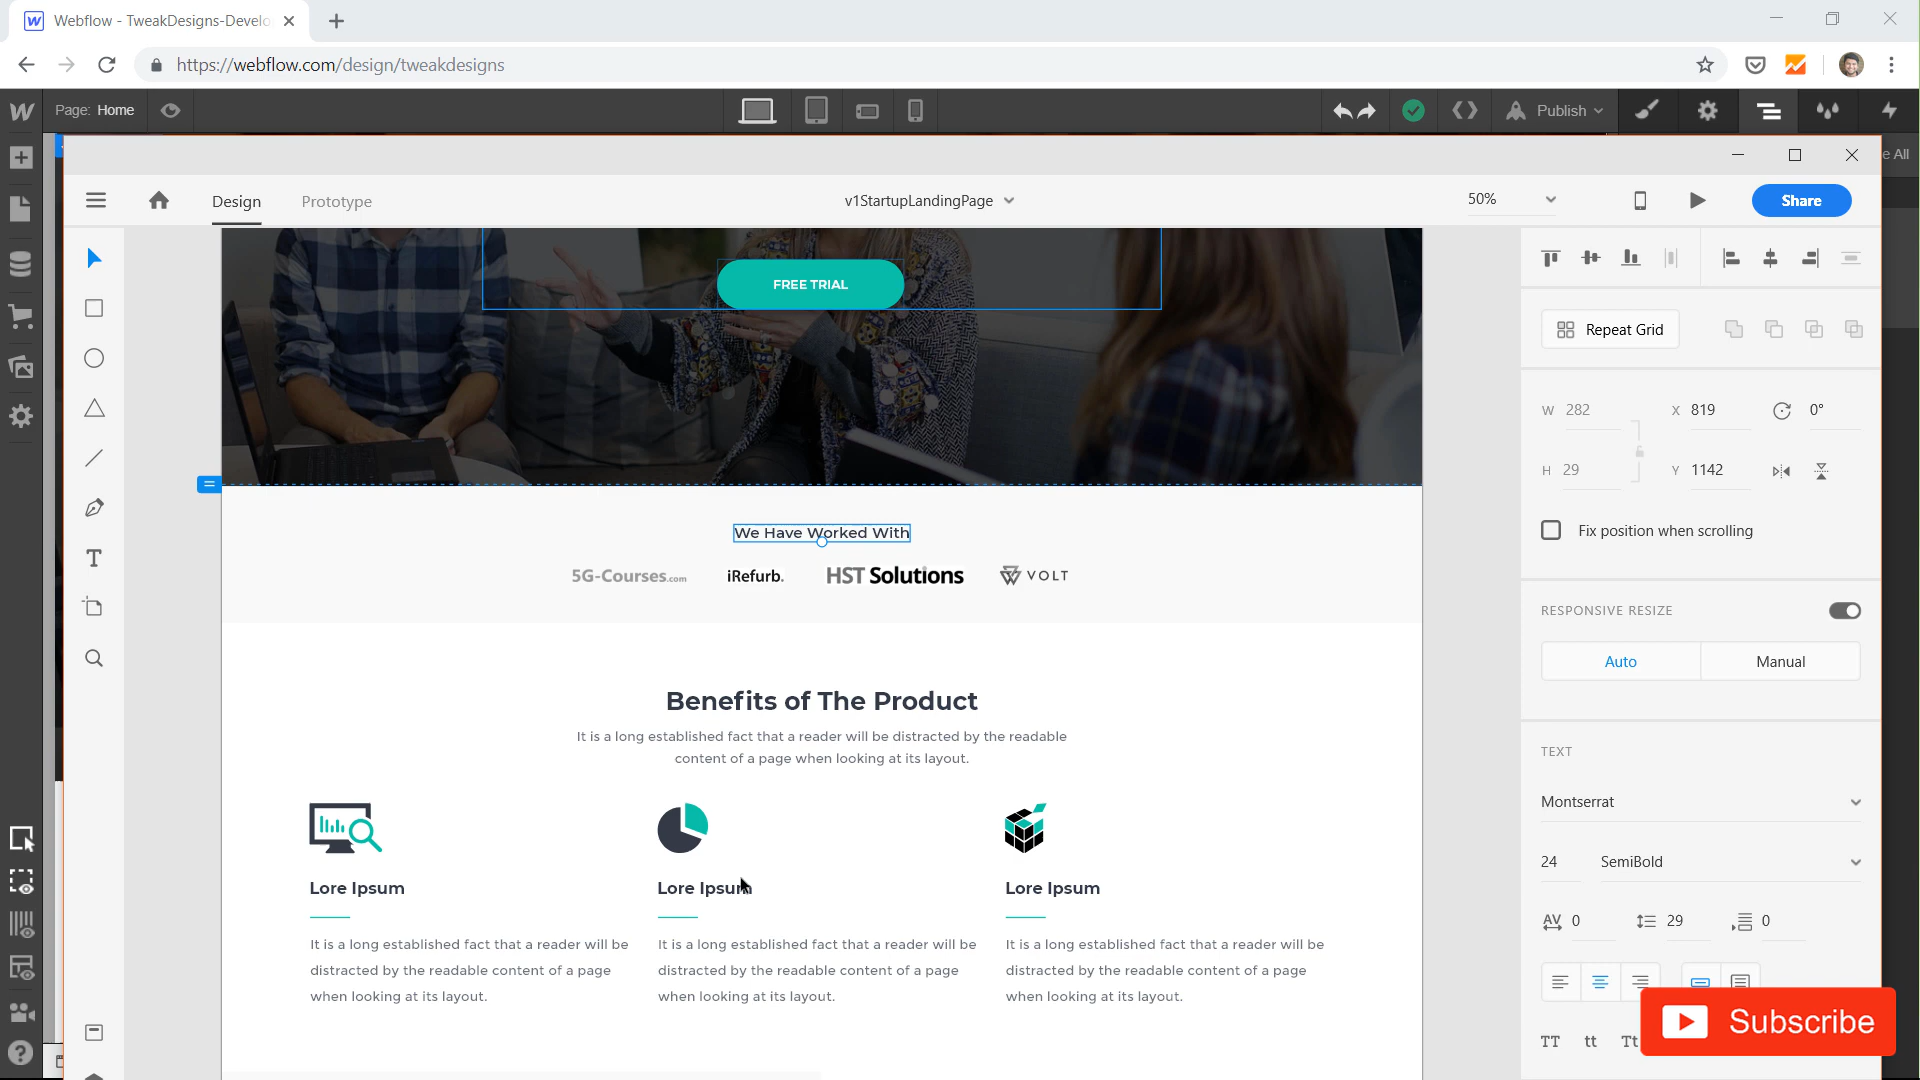 Webflow - TweakDesigns-Develo
https://webflow.com/design/tweakdesigns
Page: Home
Publish
e All
Design
Prototype
v1StartupLandingPage
50%
Share
FREE TRIAL
Repeat Grid
W 282
X 819
0°
H 29
Y 1142
We Have Worked With
Fix position when scrolling
5G-Courses.com
iRefurb.
HST Solutions
VOLT
RESPONSIVE RESIZE
Auto
Manual
Benefits of The Product
It is a long established fact that a reader will be distracted by the readable
content of a page when looking at its layout.
TEXT
Montserrat
24
SemiBold
Lore Ipsum
Lore Ipsum
Lore Ipsum
AV 0
29
0
It is a long established fact that a reader will be
distracted by the readable content of a page
when looking at its layout.
It is a long established fact that a reader will be
distracted by the readable content of a page
when looking at its layout.
It is a long established fact that a reader will be
distracted by the readable content of a page
when looking at its layout.
TT
tt
Tt
Subscribe